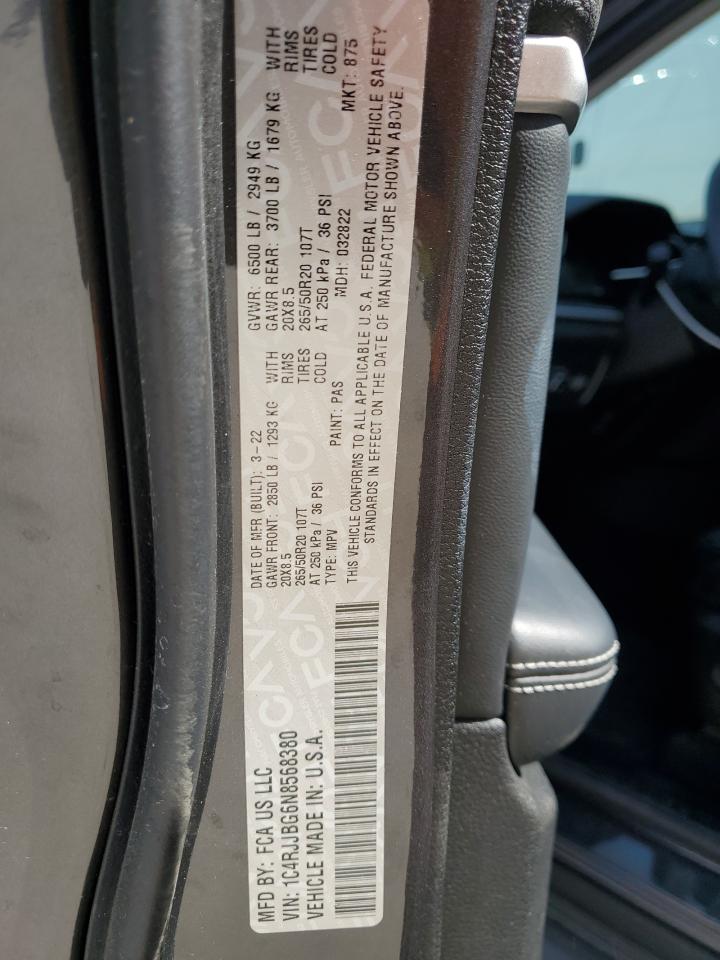 MFD BY: FCA US LLC
VIN: 1C4RJJBG6N8568380
VEHICLE MADE IN: U.S.A.
DATE OF MFR (BUILT): 3-22
GAWR FRONT: 2850 LB / 1293 KG WITH
20X8.5 RIMS
265/50R20 107T TIRES
AT 250 kPa / 36 PSI COLD
TYPE: MPV PAINT: PAS
GVWR: 6500 LB / 2949 KG
GAWR REAR: 3700 LB / 1679 KG WITH
20X8.5 RIMS
265/50R20 107T TIRES
AT 250 kPa / 36 PSI COLD
MDH: 032822 MKT: 875
THIS VEHICLE CONFORMS TO ALL APPLICABLE U.S.A. FEDERAL MOTOR VEHICLE SAFETY
STANDARDS IN EFFECT ON THE DATE OF MANUFACTURE SHOWN ABOVE.